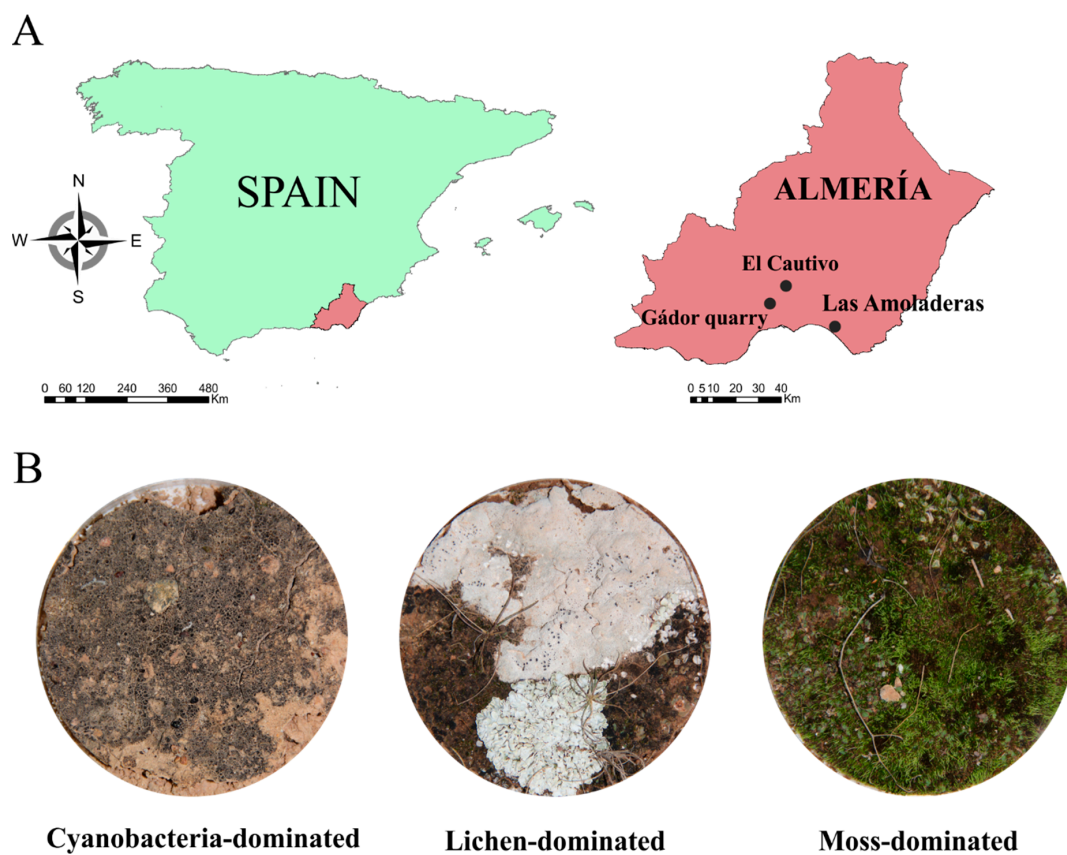 A
SPAIN
N
W
E
S
0 60 120 240 360 480
Km
ALMERÍA
El Cautivo
Las Amoladeras
Gádor quarry
0 5 10 20 30 40
Km
B
Cyanobacteria-dominated
Lichen-dominated
Moss-dominated